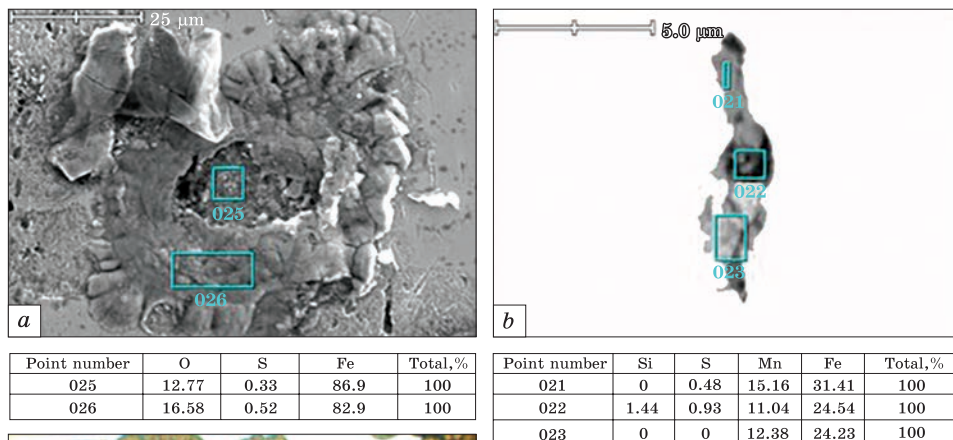 25 µm
025
026
a
5.0 µm
021
022
023
b
Point number O S Fe Total,%
025 12.77 0.33 86.9 100
026 16.58 0.52 82.9 100
Point number Si S Mn Fe Total,%
021 0 0.48 15.16 31.41 100
022 1.44 0.93 11.04 24.54 100
023 0 0 12.38 24.23 100